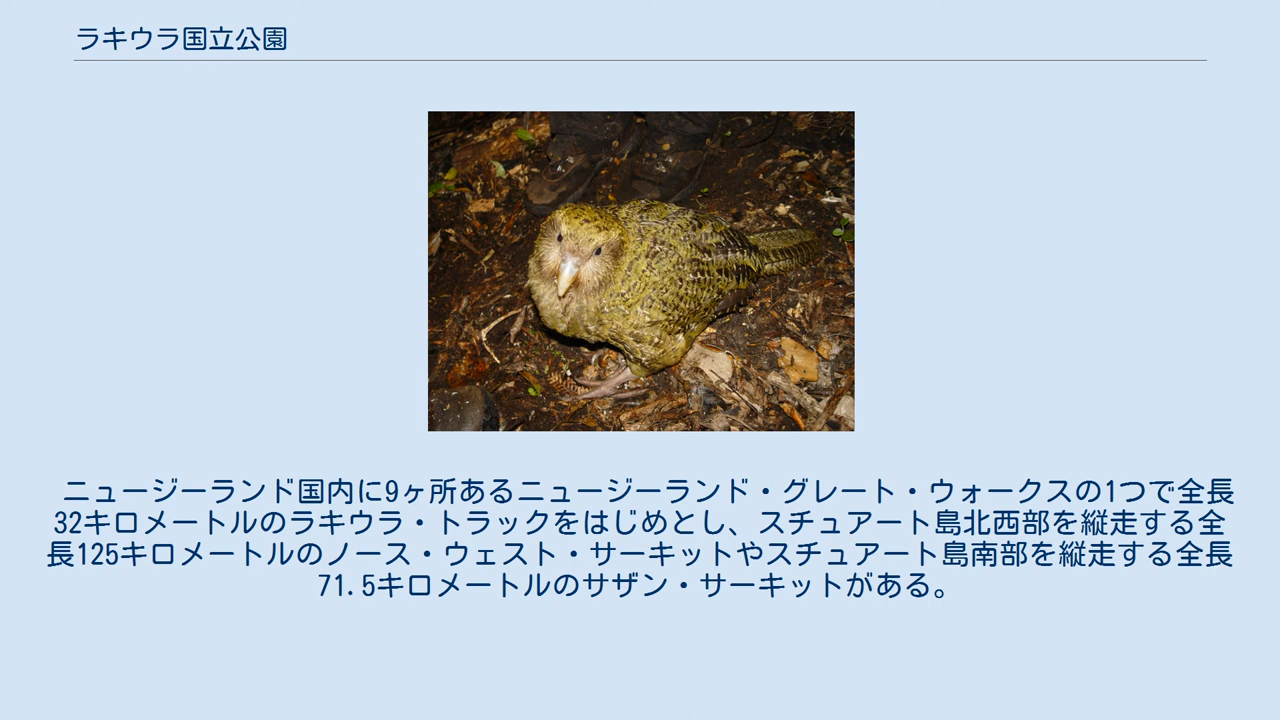 ラキウラ国立公園
ニュージーランド国内に9ヶ所あるニュージーランド・グレート・ウォークスの1つで全長
32キロメートルのラキウラ・トラックをはじめとし、スチュアート島北西部を縦走する全
長125キロメートルのノース・ウェスト・サーキットやスチュアート島南部を縦走する全長
71.5キロメートルのサザン・サーキットがある。